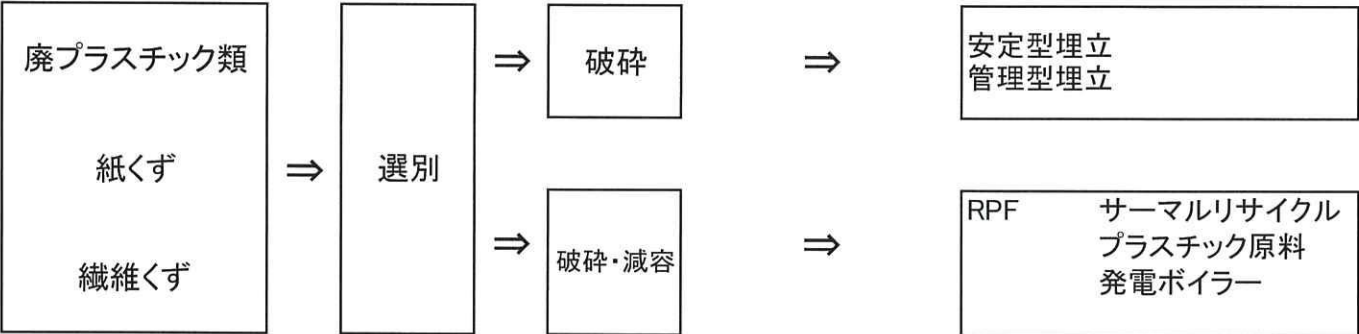 廃プラスチック類
紙くず
繊維くず
⇒
選別
⇒
破砕
⇒
安定型埋立
管理型埋立
⇒
破砕・減容
⇒
RPF サーマルリサイクル
プラスチック原料
発電ボイラー